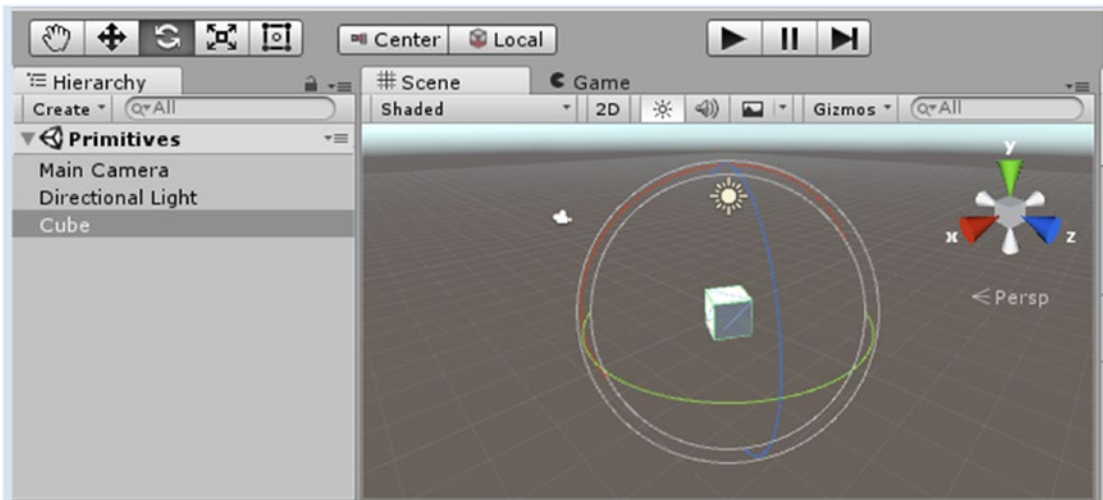 Center Local
Hierarchy
Scene Game
Create All
Shaded 2D Gizmos All
Primitives
Main Camera
Directional Light
Cube
y
x z
Persp